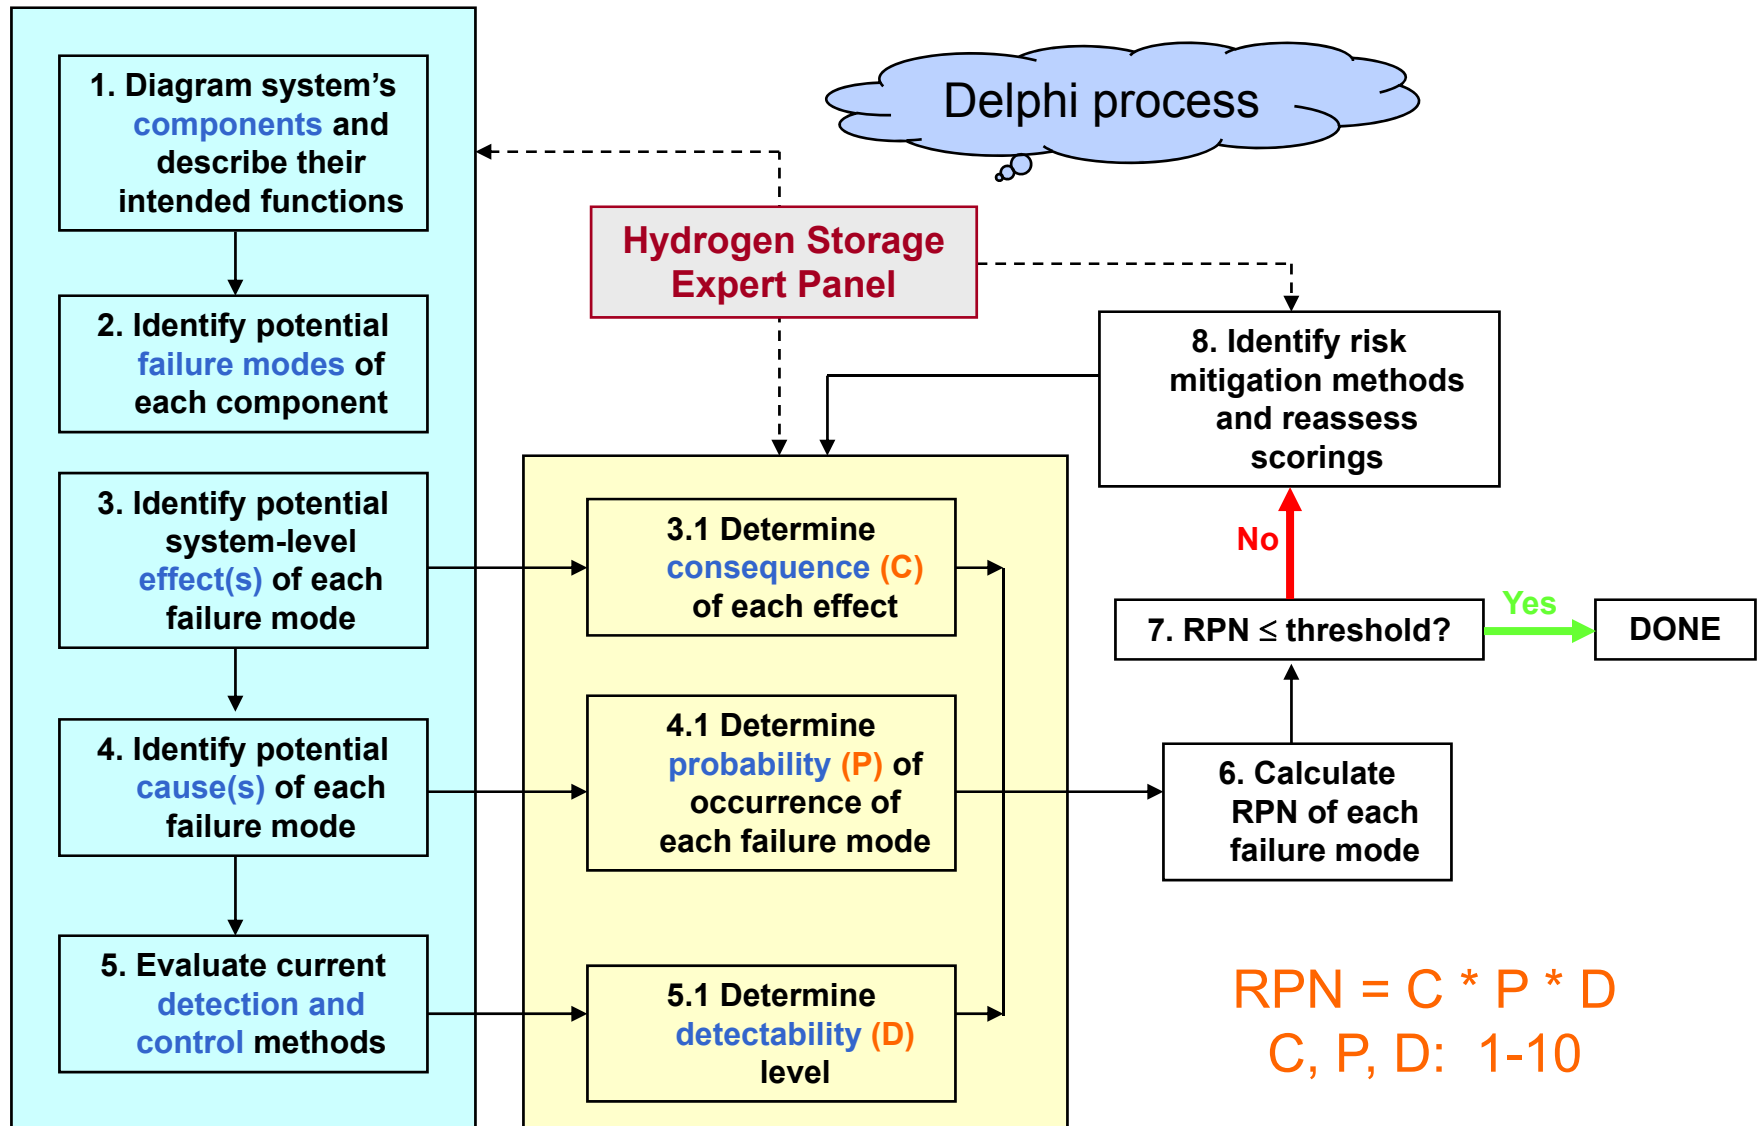 1. Diagram system’s
components and
describe their
intended functions
2. Identify potential
failure modes of
each component
3. Identify potential
system-level
effect(s) of each
failure mode
4. Identify potential
cause(s) of each
failure mode
5. Evaluate current
detection and
control methods
Delphi process
Hydrogen Storage
Expert Panel
3.1 Determine
consequence (C)
of each effect
4.1 Determine
probability (P) of
occurrence of
each failure mode
5.1 Determine
detectability (D)
level
8. Identify risk
mitigation methods
and reassess
scorings
No
7. RPN ≤ threshold?
Yes
DONE
6. Calculate
RPN of each
failure mode
RPN = C * P * D
C, P, D: 1-10